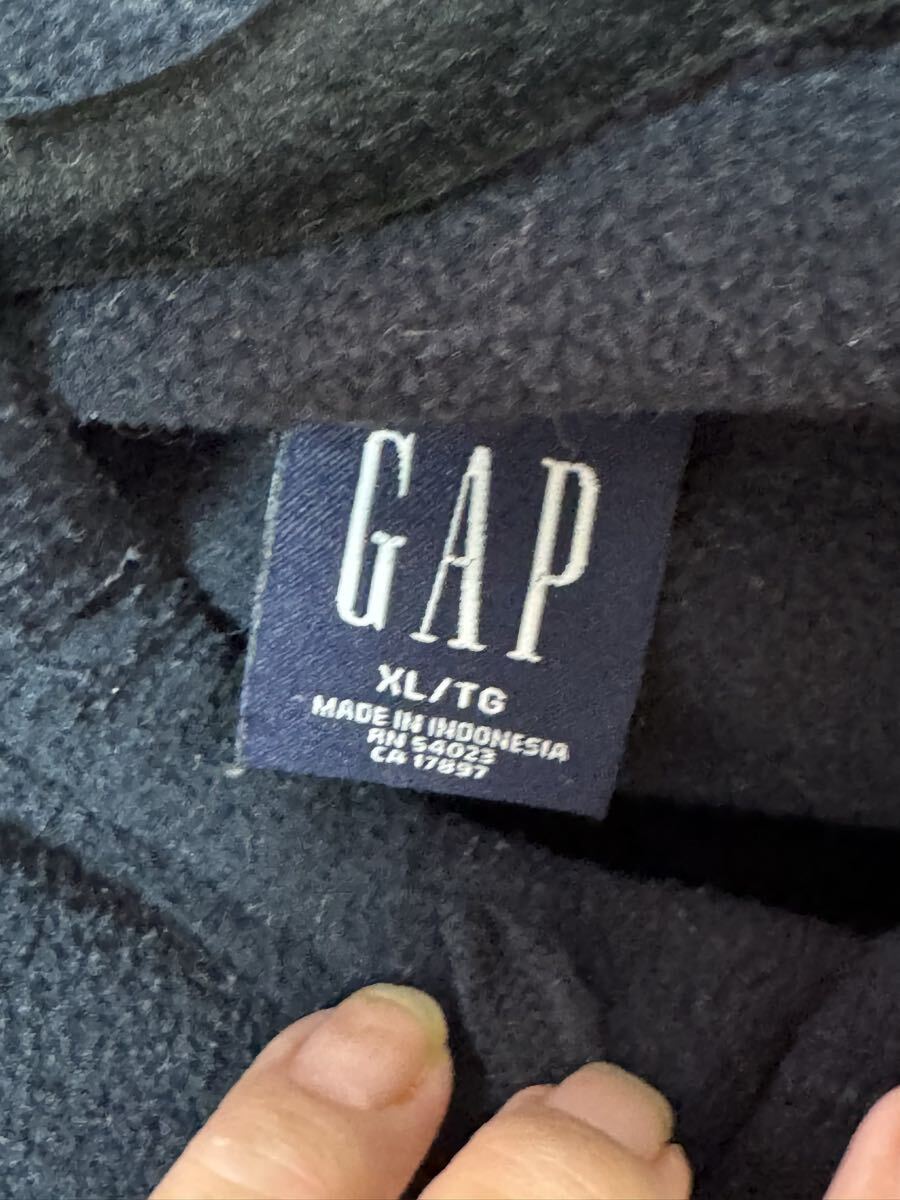 GAP
XL/TG
MADE IN INDONESIA
RN 54023
CA 17897